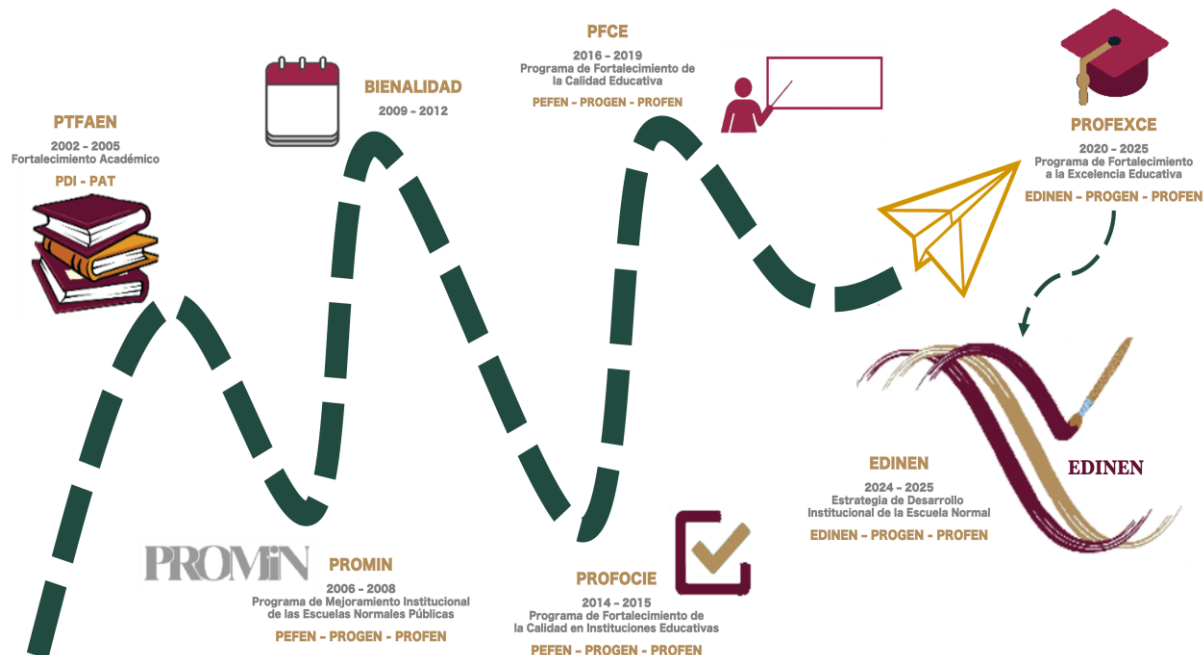 PTFAEN
2002 - 2005
Fortalecimiento Académico
PDI - PAT
PROMiN
PROMIN
2006 - 2008
Programa de Mejoramiento Institucional
de las Escuelas Normales Públicas
PEFEN - PROGEN - PROFEN
BIENALIDAD
2009 - 2012
PROFOCIE
2014 - 2015
Programa de Fortalecimiento de
la Calidad en Instituciones Educativas
PEFEN - PROGEN - PROFEN
PFCE
2016 - 2019
Programa de Fortalecimiento de
la Calidad Educativa
PEFEN - PROGEN - PROFEN
PROFEXCE
2020 - 2025
Programa de Fortalecimiento
a la Excelencia Educativa
EDINEN - PROGEN - PROFEN
EDINEN
2024 - 2025
Estrategia de Desarrollo
Institucional de la Escuela Normal
EDINEN - PROGEN - PROFEN
EDINEN